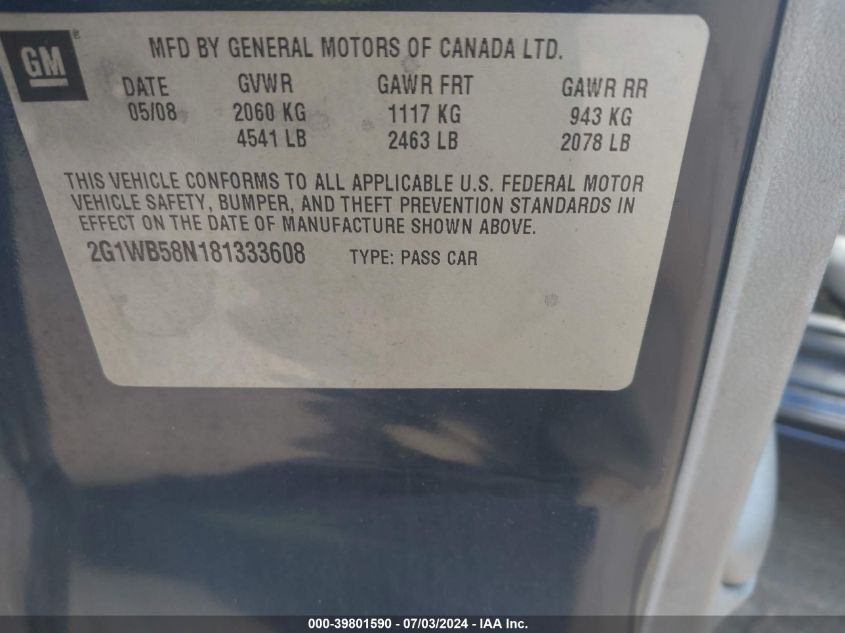 GM ®
MFD BY GENERAL MOTORS OF CANADA LTD.
DATE GVWR GAWR FRT GAWR RR
05/08 2060 KG 1117 KG 943 KG
4541 LB 2463 LB 2078 LB
THIS VEHICLE CONFORMS TO ALL APPLICABLE U.S. FEDERAL MOTOR
VEHICLE SAFETY, BUMPER, AND THEFT PREVENTION STANDARDS IN
EFFECT ON THE DATE OF MANUFACTURE SHOWN ABOVE.
2G1WB58N181333608 TYPE: PASS CAR
000-39801590 - 07/03/2024 - IAA Inc.